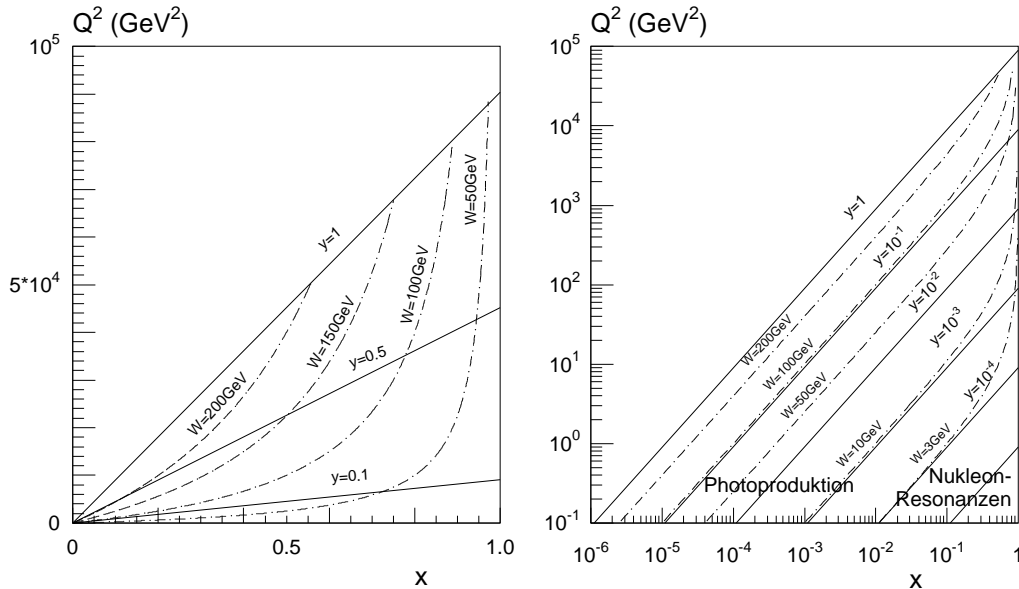 Q² (GeV²)
10⁵
5*10⁴
0
0
0.5
1.0
x
y=1
y=0.5
y=0.1
W=200GeV
W=150GeV
W=100GeV
W=50GeV
Q² (GeV²)
10⁵
10⁴
10³
10²
10¹
10⁰
10⁻¹
10⁻⁶
10⁻⁵
10⁻⁴
10⁻³
10⁻²
10⁻¹
1
x
y=1
y=10⁻¹
y=10⁻²
y=10⁻³
y=10⁻⁴
W=200GeV
W=100GeV
W=50GeV
W=10GeV
W=3GeV
Photoproduktion
Nukleon-
Resonanzen